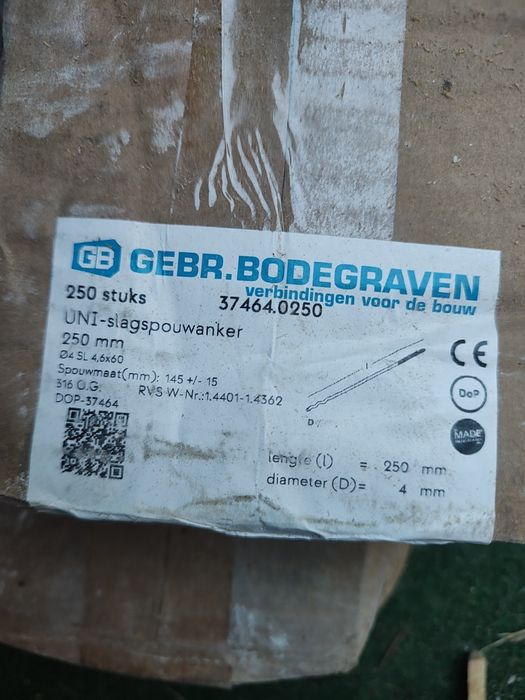 GB GEBR.BODEGRAVEN
verbindingen voor de bouw
250 stuks 37464.0250
UNI-slagspouwanker
250 mm
Ø4 SL 4,6x60
Spouwmaat(mm): 145 +/- 15
316 O.G. RVS W-Nr.:1.4401-1.4362
DOP-37464
CE
DoP
MADE
l
D
lengte (l) = 250 mm
diameter (D)= 4 mm